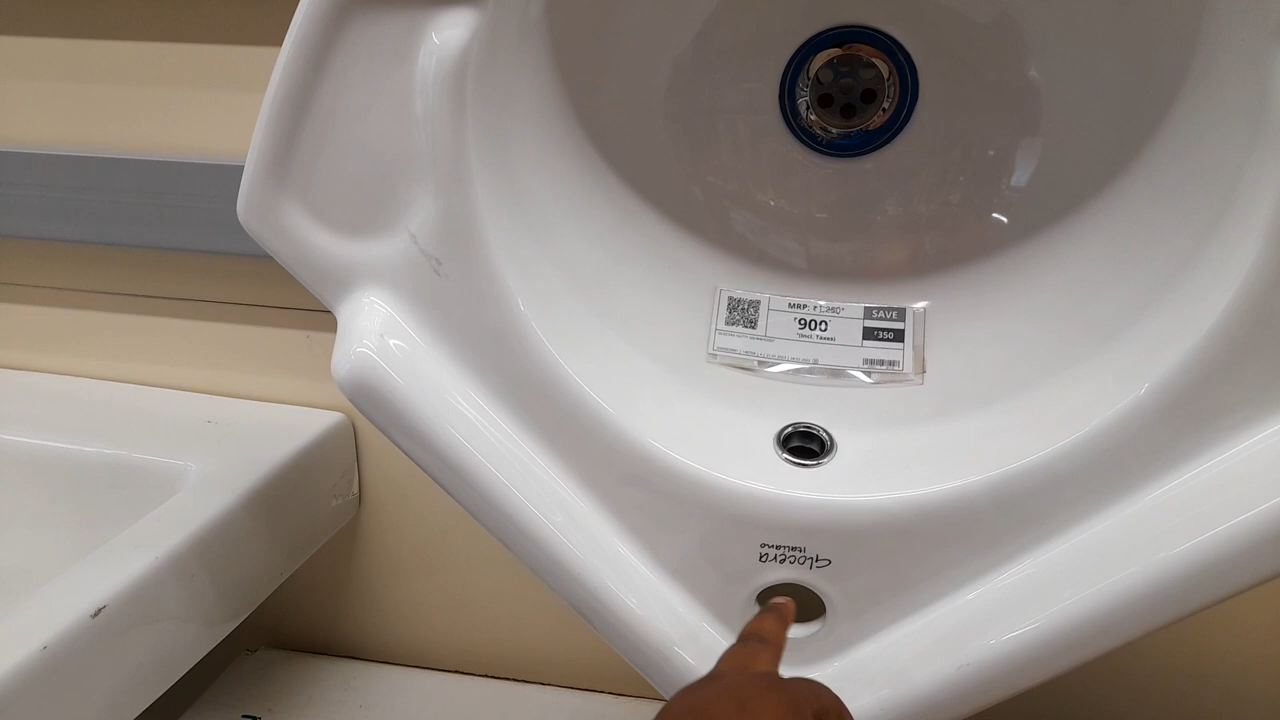 MRP: ₹1,250*
SAVE
₹900*
₹350
*(Incl. Taxes)
Glocera
Italiano